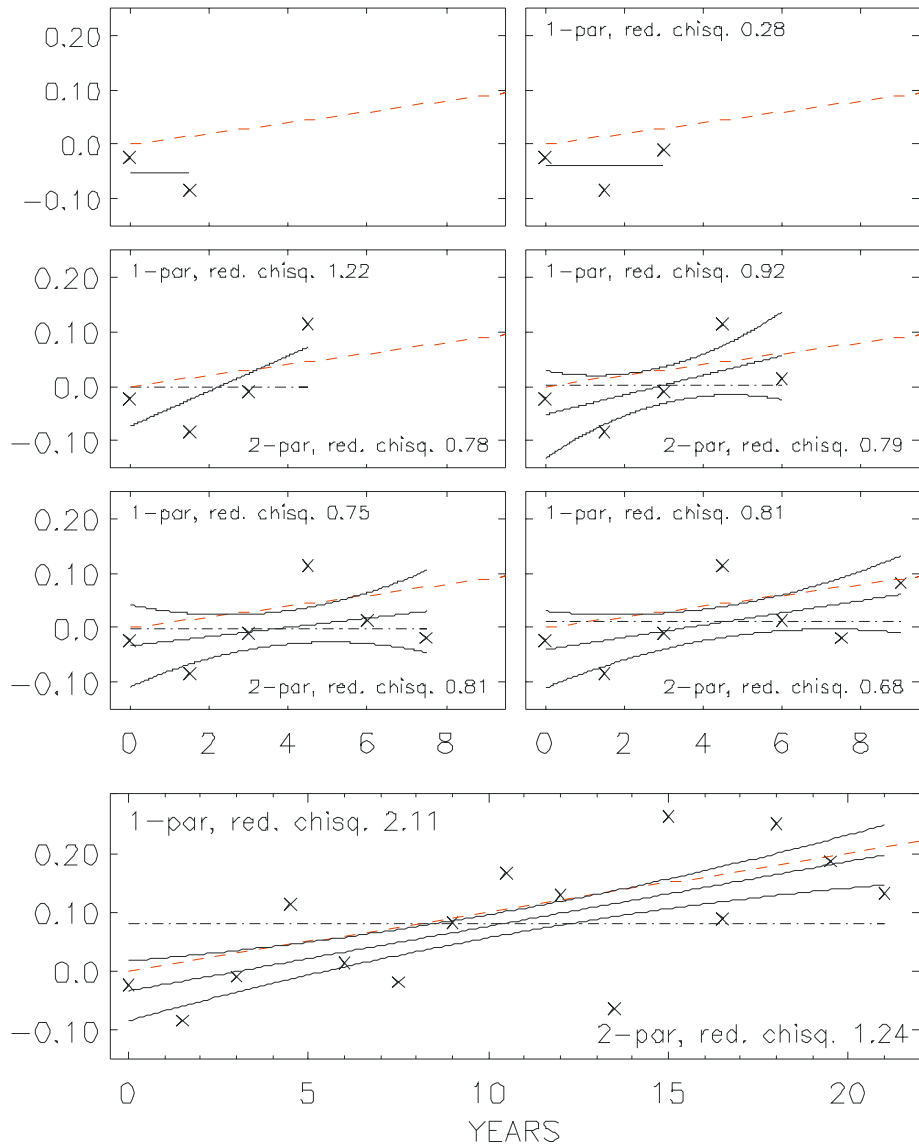 0.20
0.10
0.0
−0.10
1−par, red. chisq. 0.28
0.20
0.10
0.0
−0.10
1−par, red. chisq. 1.22
2−par, red. chisq. 0.78
1−par, red. chisq. 0.92
2−par, red. chisq. 0.79
0.20
0.10
0.0
−0.10
1−par, red. chisq. 0.75
2−par, red. chisq. 0.81
1−par, red. chisq. 0.81
2−par, red. chisq. 0.68
0 2 4 6 8
0 2 4 6 8
0.20
0.10
0.0
−0.10
1−par, red. chisq. 2.11
2−par, red. chisq. 1.24
0 5 10 15 20
YEARS